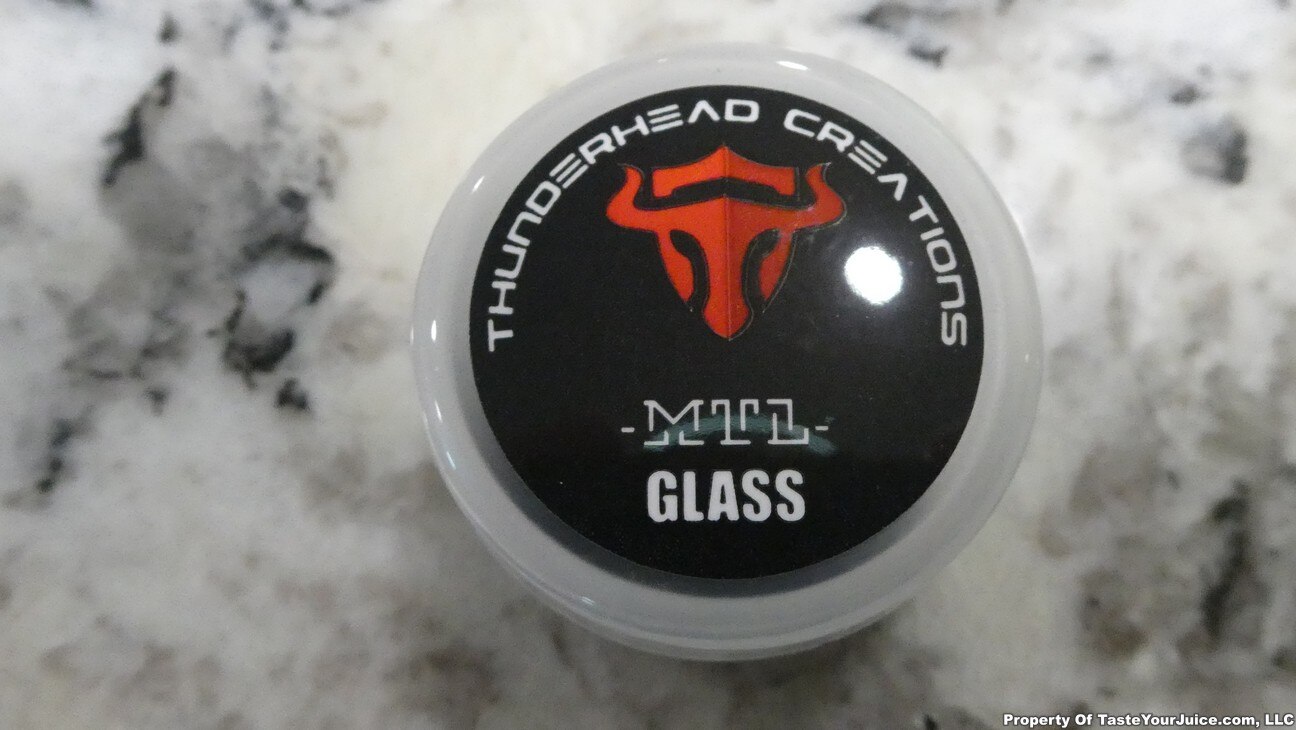 THUNDERHEAD CREATIONS
-MTL-
GLASS
Property Of TasteYourJuice.com, LLC